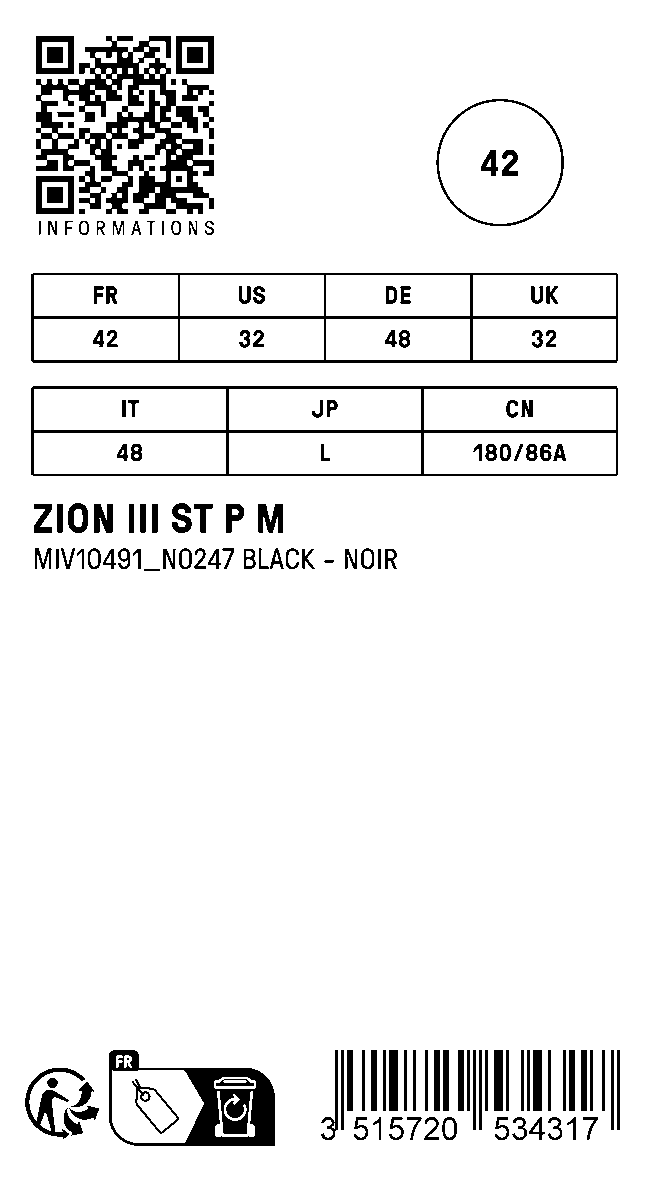 INFORMATIONS
42
FR US DE UK
42 32 48 32
IT JP CN
48 L 180/86A
ZION III ST P M
MIV10491_N0247 BLACK - NOIR
FR
3 515720 534317